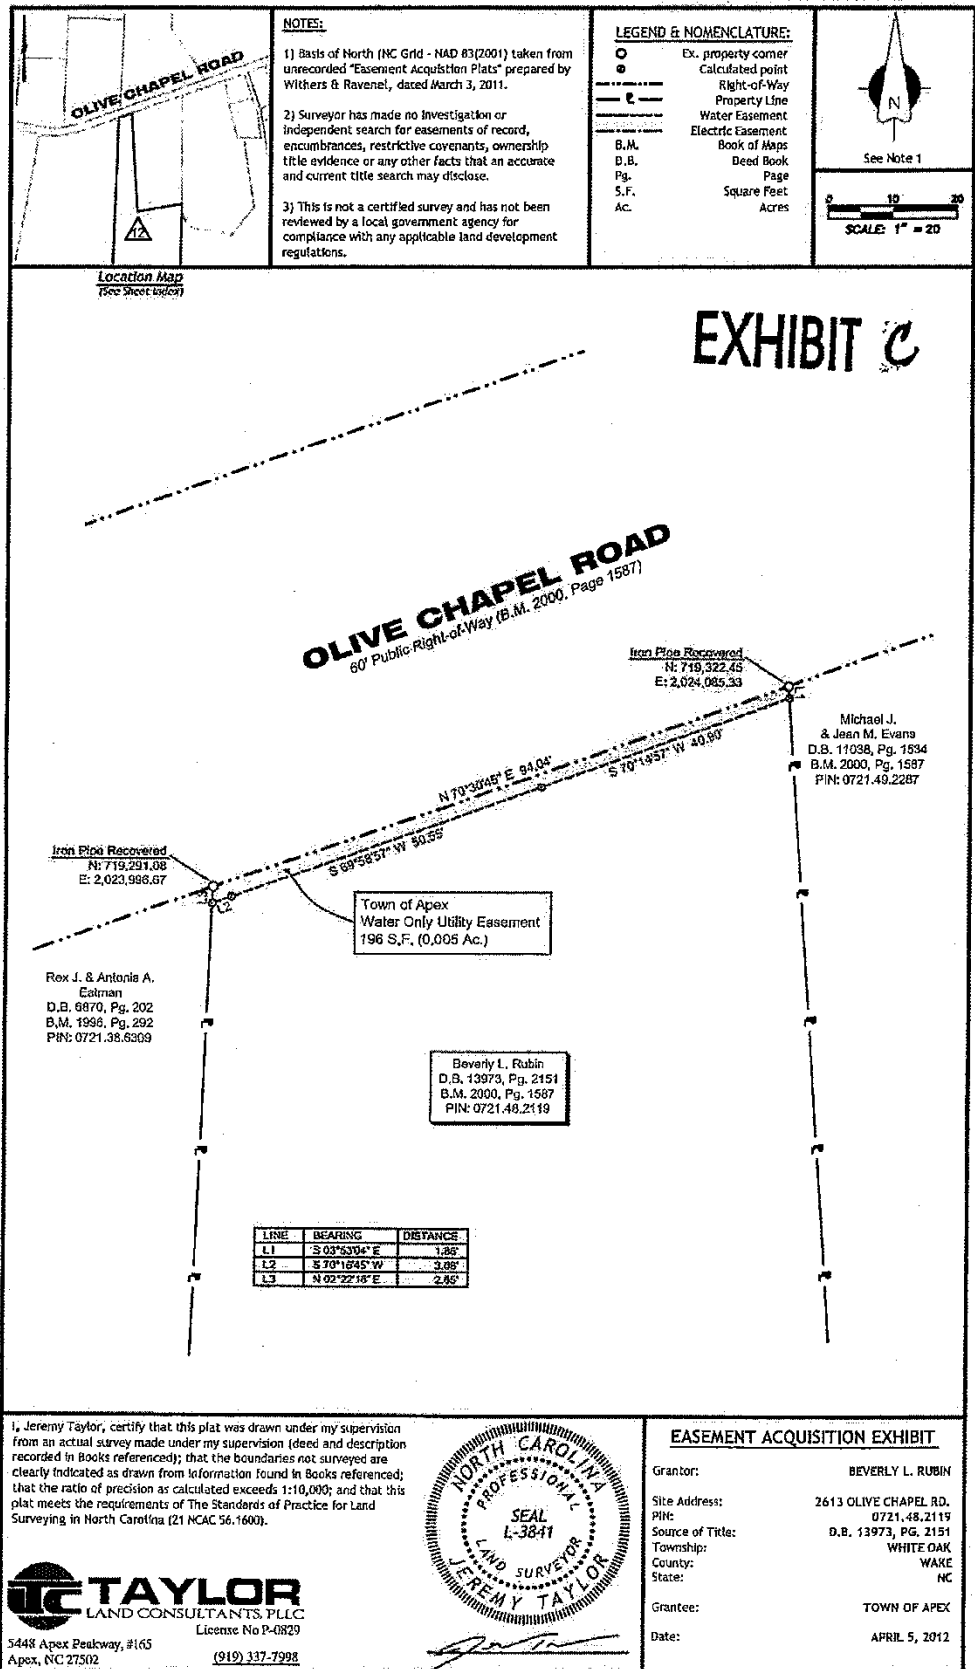 OLIVE CHAPEL ROAD
12
Location Map
(See Sheet Index)
NOTES:
1) Basis of North (NC Grid - NAD 83(2001) taken from
unrecorded "Easement Acquistion Plats" prepared by
Withers & Ravenel, dated March 3, 2011.
2) Surveyor has made no investigation or
independent search for easements of record,
encumbrances, restrictive covenants, ownership
title evidence or any other facts that an accurate
and current title search may disclose.
3) This is not a certified survey and has not been
reviewed by a local government agency for
compliance with any applicable land development
regulations.
LEGEND & NOMENCLATURE:
Ex. property corner
Calculated point
Right-of-Way
Property Line
Water Easement
Electric Easement
B.M. Book of Maps
D.B. Deed Book
Pg. Page
S.F. Square Feet
Ac. Acres
N
See Note 1
0 10 20
SCALE: 1" = 20
EXHIBIT C
OLIVE CHAPEL ROAD
60' Public Right-of-Way (B.M. 2000, Page 1587)
Iron Pipe Recovered
N: 719,322.45
E: 2,024,085.33
L1
Michael J.
& Jean M. Evans
D.B. 11038, Pg. 1534
B.M. 2000, Pg. 1587
PIN: 0721.49.2287
N 70°30'45" E 94.04'
S 70°14'57" W 40.90'
S 69°58'57" W 50.55'
Iron Pipe Recovered
N: 719,291.08
E: 2,023,996.67
L3
L2
Town of Apex
Water Only Utility Easement
196 S.F. (0.005 Ac.)
Rex J. & Antonia A.
Eatman
D.B. 6870, Pg. 202
B.M. 1996, Pg. 292
PIN: 0721.38.6309
Beverly L. Rubin
D.B. 13973, Pg. 2151
B.M. 2000, Pg. 1587
PIN: 0721.48.2119
LINE BEARING DISTANCE
L1 S 03°53'04" E 1.86'
L2 S 70°16'45" W
L3 N 02°22'18" E
I, Jeremy Taylor, certify that this plat was drawn under my supervision
from an actual survey made under my supervision (deed and description
recorded in Books referenced); that the boundaries not surveyed are
clearly indicated as drawn from information found in Books referenced;
that the ratio of precision as calculated exceeds 1:10,000; and that this
plat meets the requirements of The Standards of Practice for Land
Surveying in North Carolina (21 NCAC 56.1600).
TAYLOR
LAND CONSULTANTS, PLLC
License No P-0829
5448 Apex Peakway, #165
Apex, NC 27502
(919) 337-7998
NORTH CAROLINA
PROFESSIONAL
SEAL
L-3841
LAND SURVEYOR
JEREMY TAYLOR
EASEMENT ACQUISITION EXHIBIT
Grantor: BEVERLY L. RUBIN
Site Address: 2613 OLIVE CHAPEL RD.
PIN: 0721.48.2119
Source of Title: D.B. 13973, PG. 2151
Township: WHITE OAK
County: WAKE
State: NC
Grantee: TOWN OF APEX
Date: APRIL 5, 2012